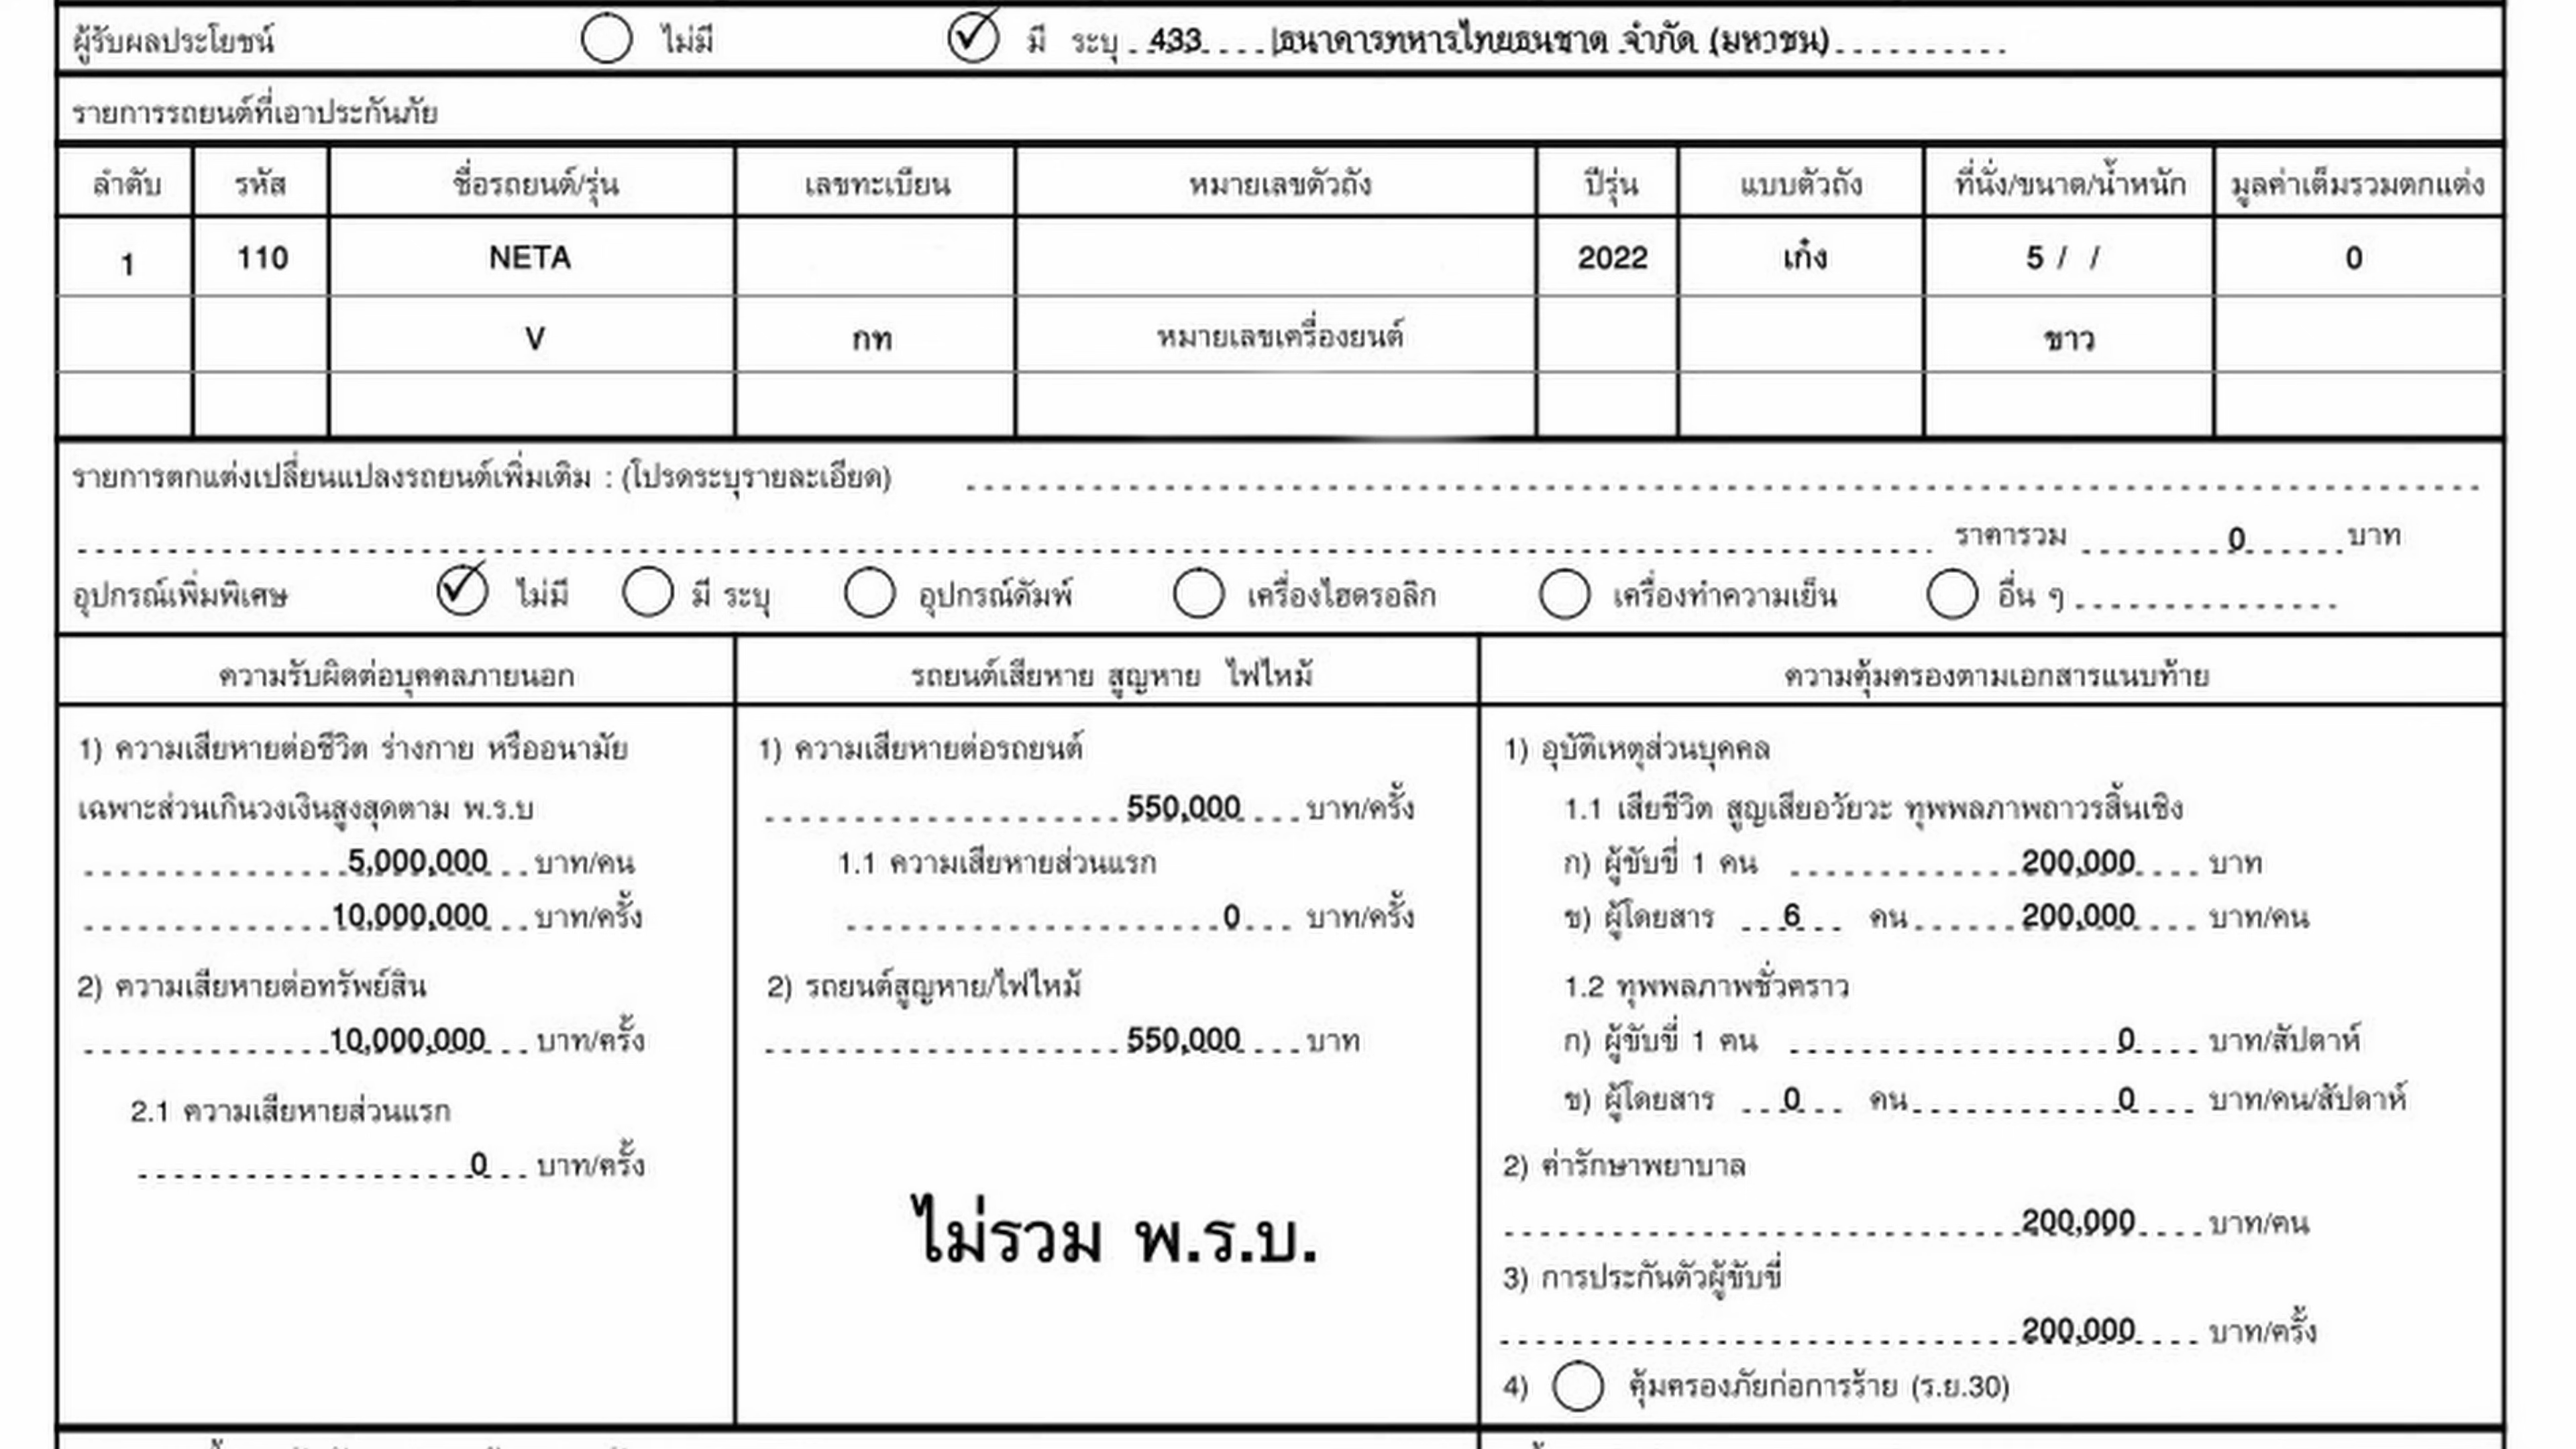 ผู้รับผลประโยชน์ ไม่มี มี ระบุ 433 ธนาคารทหารไทยธนชาต จำกัด (มหาชน)
รายการรถยนต์ที่เอาประกันภัย
ลำดับ รหัส ชื่อรถยนต์/รุ่น เลขทะเบียน หมายเลขตัวถัง ปีรุ่น แบบตัวถัง ที่นั่ง/ขนาด/น้ำหนัก มูลค่าเต็มรวมตกแต่ง
1 110 NETA 2022 เก๋ง 5 / / 0
V กท หมายเลขเครื่องยนต์ ขาว
รายการตกแต่งเปลี่ยนแปลงรถยนต์เพิ่มเติม : (โปรดระบุรายละเอียด)
ราคารวม 0 บาท
อุปกรณ์เพิ่มพิเศษ ไม่มี มี ระบุ อุปกรณ์ดัมพ์ เครื่องไฮดรอลิก เครื่องทำความเย็น อื่น ๆ
ความรับผิดต่อบุคคลภายนอก
1) ความเสียหายต่อชีวิต ร่างกาย หรืออนามัย
เฉพาะส่วนเกินวงเงินสูงสุดตาม พ.ร.บ
5,000,000 บาท/คน
10,000,000 บาท/ครั้ง
2) ความเสียหายต่อทรัพย์สิน
10,000,000 บาท/ครั้ง
2.1 ความเสียหายส่วนแรก
0 บาท/ครั้ง
รถยนต์เสียหาย สูญหาย ไฟไหม้
1) ความเสียหายต่อรถยนต์
550,000 บาท/ครั้ง
1.1 ความเสียหายส่วนแรก
0 บาท/ครั้ง
2) รถยนต์สูญหาย/ไฟไหม้
550,000 บาท
ไม่รวม พ.ร.บ.
ความคุ้มครองตามเอกสารแนบท้าย
1) อุบัติเหตุส่วนบุคคล
1.1 เสียชีวิต สูญเสียอวัยวะ ทุพพลภาพถาวรสิ้นเชิง
ก) ผู้ขับขี่ 1 คน 200,000 บาท
ข) ผู้โดยสาร 6 คน 200,000 บาท/คน
1.2 ทุพพลภาพชั่วคราว
ก) ผู้ขับขี่ 1 คน 0 บาท/สัปดาห์
ข) ผู้โดยสาร 0 คน 0 บาท/คน/สัปดาห์
2) ค่ารักษาพยาบาล
200,000 บาท/คน
3) การประกันตัวผู้ขับขี่
200,000 บาท/ครั้ง
4) คุ้มครองภัยก่อการร้าย (ร.ย.30)